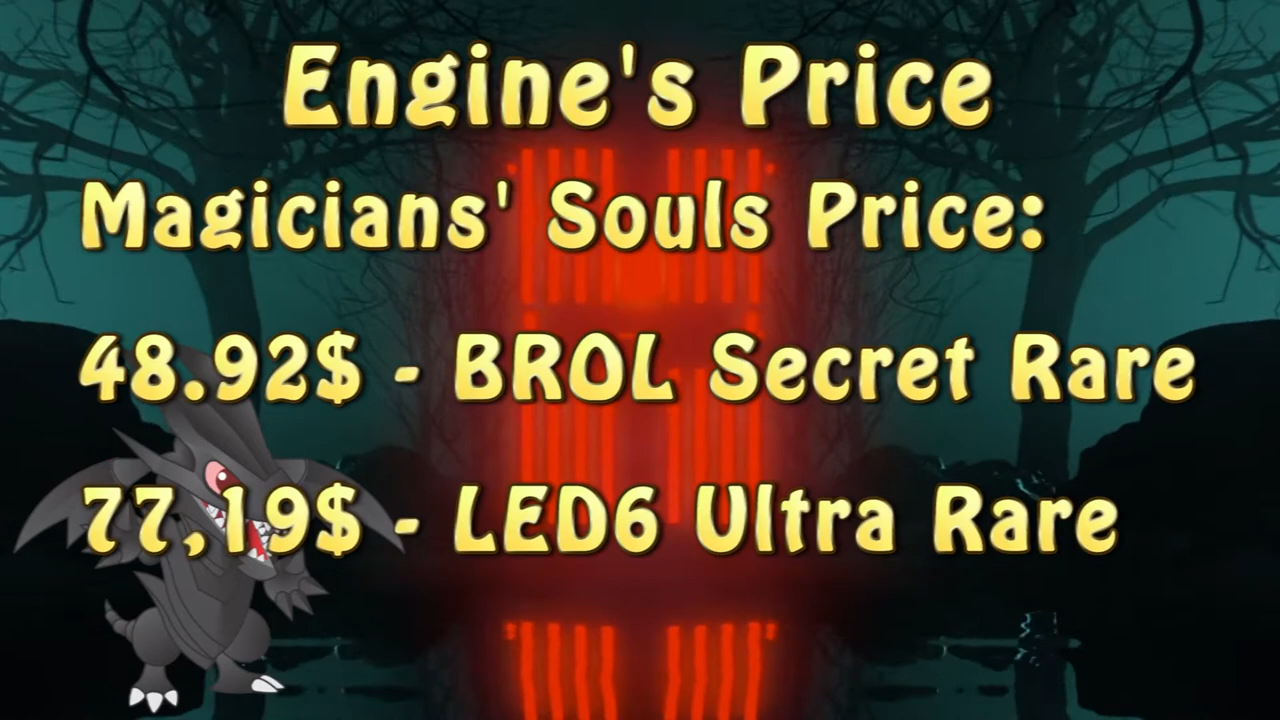 Engine's Price
Magicians' Souls Price:
48.92$ - BROL Secret Rare
77,19$ - LED6 Ultra Rare